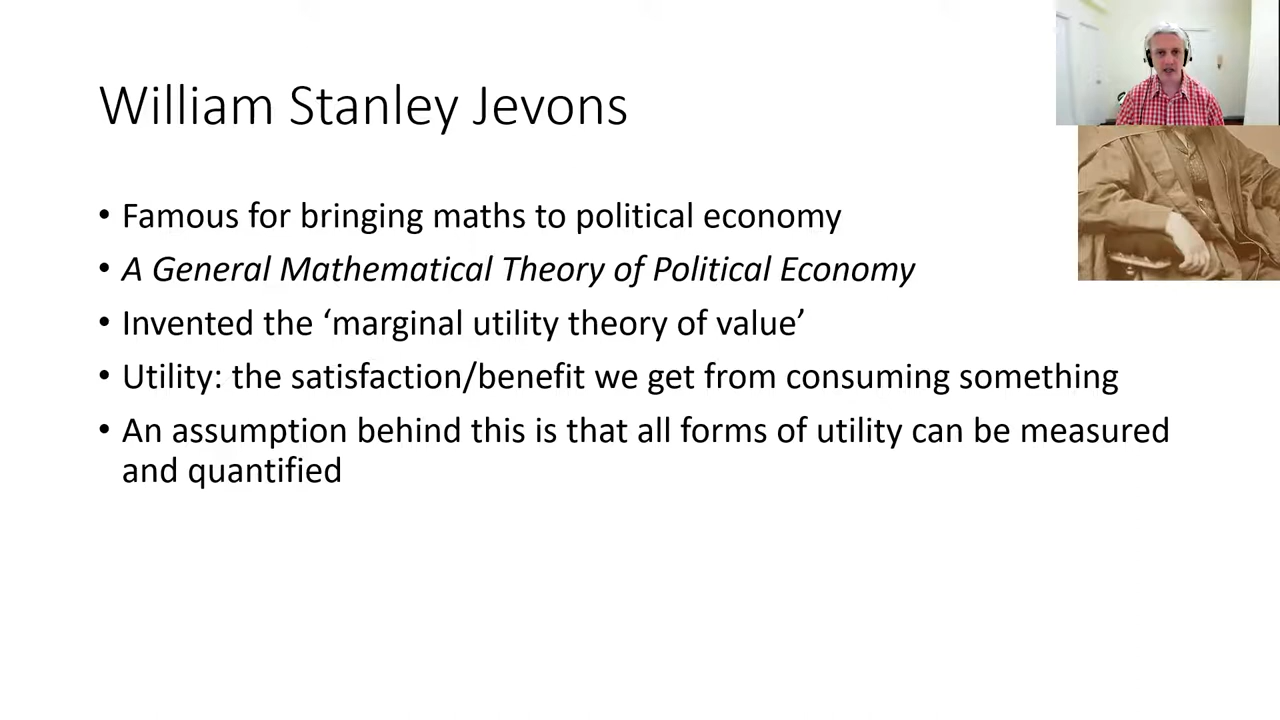 William Stanley Jevons
• Famous for bringing maths to political economy
• A General Mathematical Theory of Political Economy
• Invented the ‘marginal utility theory of value’
• Utility: the satisfaction/benefit we get from consuming something
• An assumption behind this is that all forms of utility can be measured
and quantified